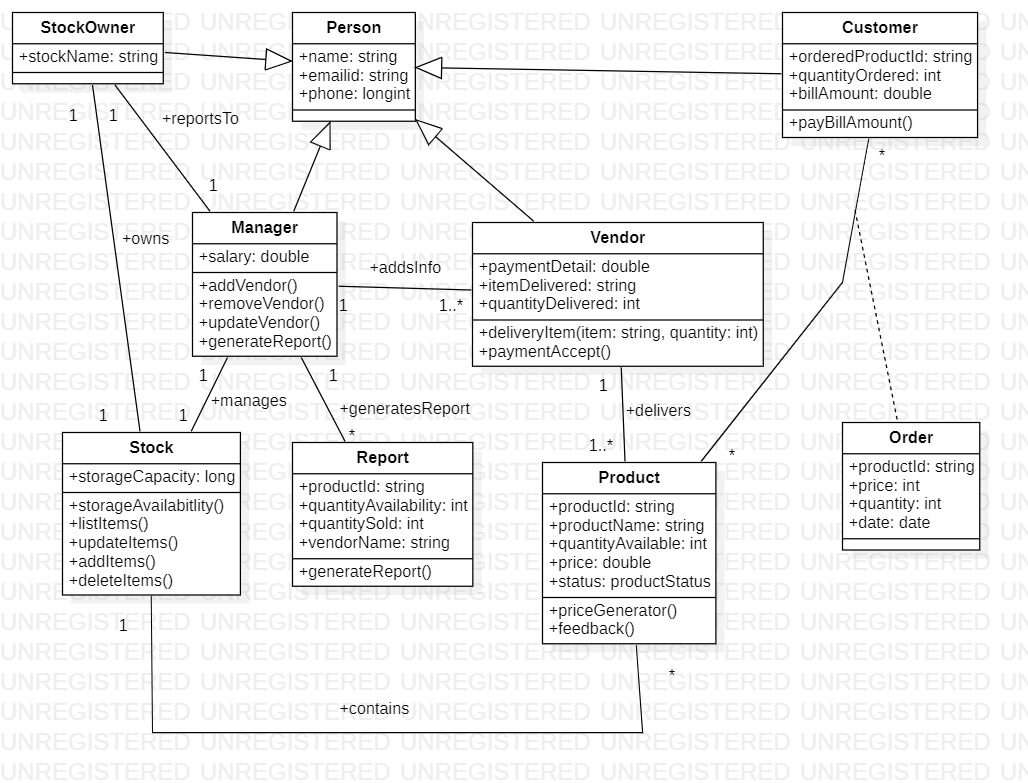 StockOwner
+stockName: string
Person
+name: string
+emailid: string
+phone: longint
Customer
+orderedProductId: string
+quantityOrdered: int
+billAmount: double
+payBillAmount()
1
1
+reportsTo
1
*
+owns
Manager
+salary: double
+addVendor()
+removeVendor()
+updateVendor()
+generateReport()
+addsInfo
1
1..*
Vendor
+paymentDetail: double
+itemDelivered: string
+quantityDelivered: int
+deliveryItem(item: string, quantity: int)
+paymentAccept()
1
+manages
1
1
1
+generatesReport
*
1
+delivers
1..*
*
Stock
+storageCapacity: long
+storageAvailabitlity()
+listItems()
+updateItems()
+addItems()
+deleteItems()
Report
+productId: string
+quantityAvailability: int
+quantitySold: int
+vendorName: string
+generateReport()
Product
+productId: string
+productName: string
+quantityAvailable: int
+price: double
+status: productStatus
+priceGenerator()
+feedback()
Order
+productId: string
+price: int
+quantity: int
+date: date
1
*
+contains
UNREGISTERED